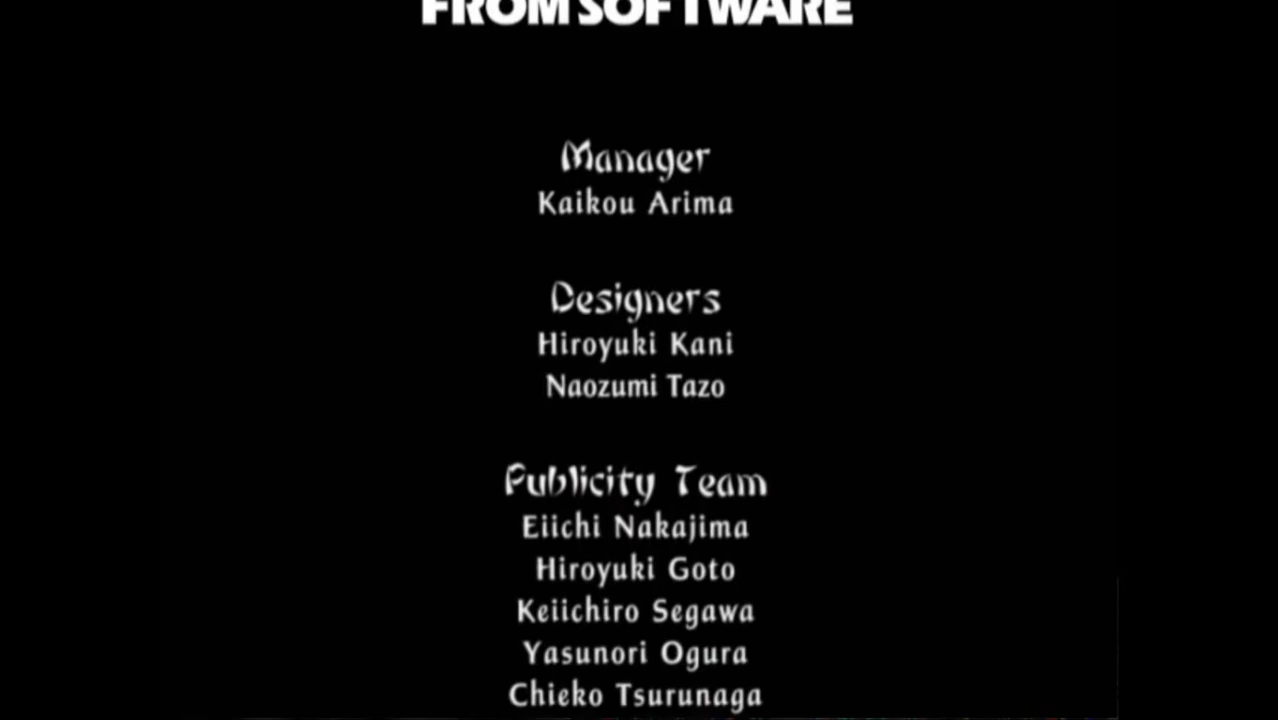 FROM SOFTWARE
Manager
Kaikou Arima
Designers
Hiroyuki Kani
Naozumi Tazo
Publicity Team
Eiichi Nakajima
Hiroyuki Goto
Keiichiro Segawa
Yasunori Ogura
Chieko Tsurunaga